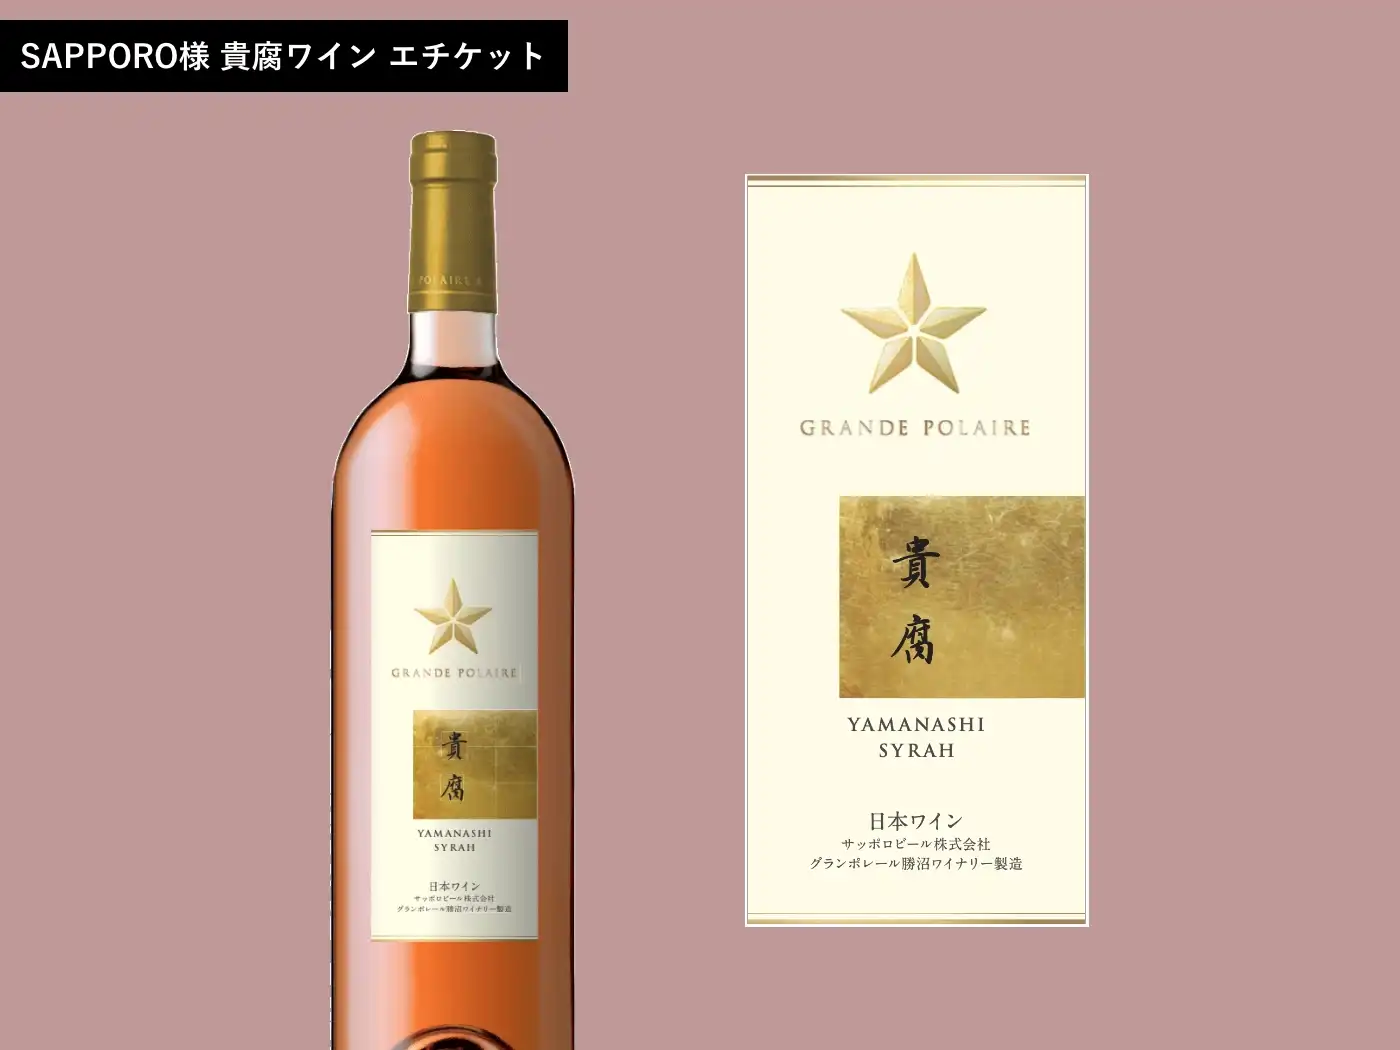 SAPPORO様 貴腐ワイン エチケット
POLAIRE
GRANDE POLAIRE
貴
腐
YAMANASHI
SYRAH
日本ワイン
サッポロビール株式会社
グランポレール勝沼ワイナリー製造
GRANDE POLAIRE
貴
腐
YAMANASHI
SYRAH
日本ワイン
サッポロビール株式会社
グランポレール勝沼ワイナリー製造